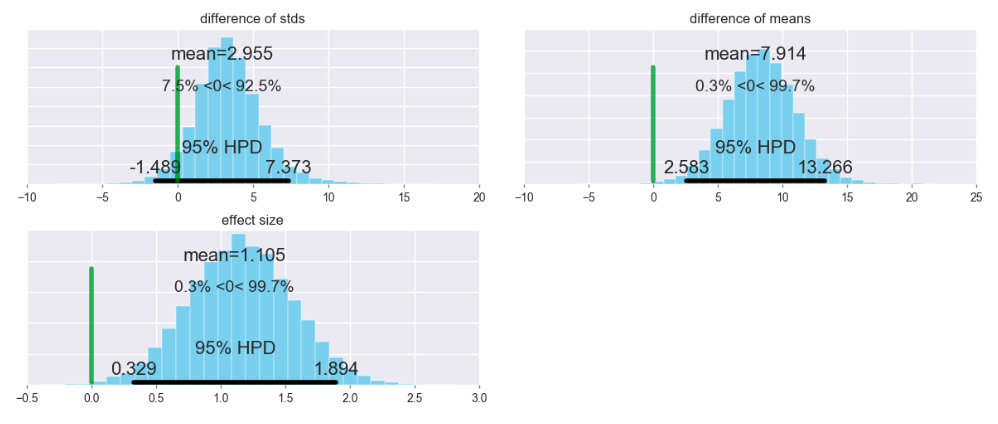 difference of stds
mean=2.955
7.5% <0< 92.5%
95% HPD
-1.489 7.373
−10 −5 0 5 10 15 20
difference of means
mean=7.914
0.3% <0< 99.7%
95% HPD
2.583 13.266
−10 −5 0 5 10 15 20 25
effect size
mean=1.105
0.3% <0< 99.7%
95% HPD
0.329 1.894
−0.5 0.0 0.5 1.0 1.5 2.0 2.5 3.0